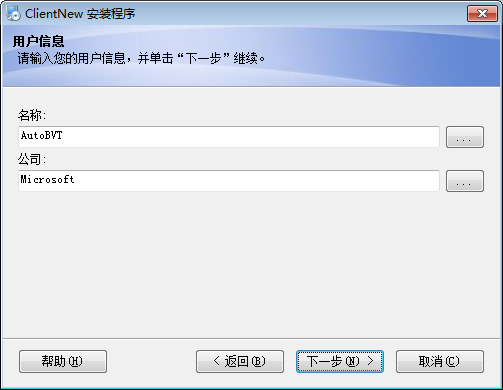 ClientNew 安装程序
用户信息
请输入您的用户信息，并单击“下一步”继续。
名称:
AutoBVT
...
公司:
Microsoft
...
帮助(H)
< 返回(B)
下一步(N) >
取消(C)